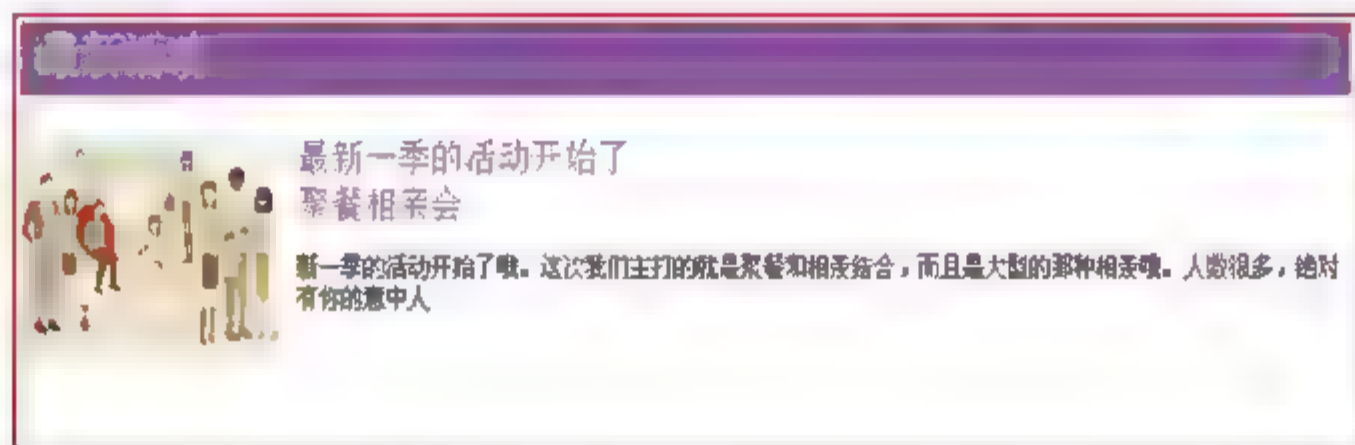 最新一季的活动开始了
聚餐相亲会
新一季的活动开始了哦。这次我们主打的就是聚餐和相亲结合，而且是大型的那种相亲哦。人数很多，绝对
有你的意中人